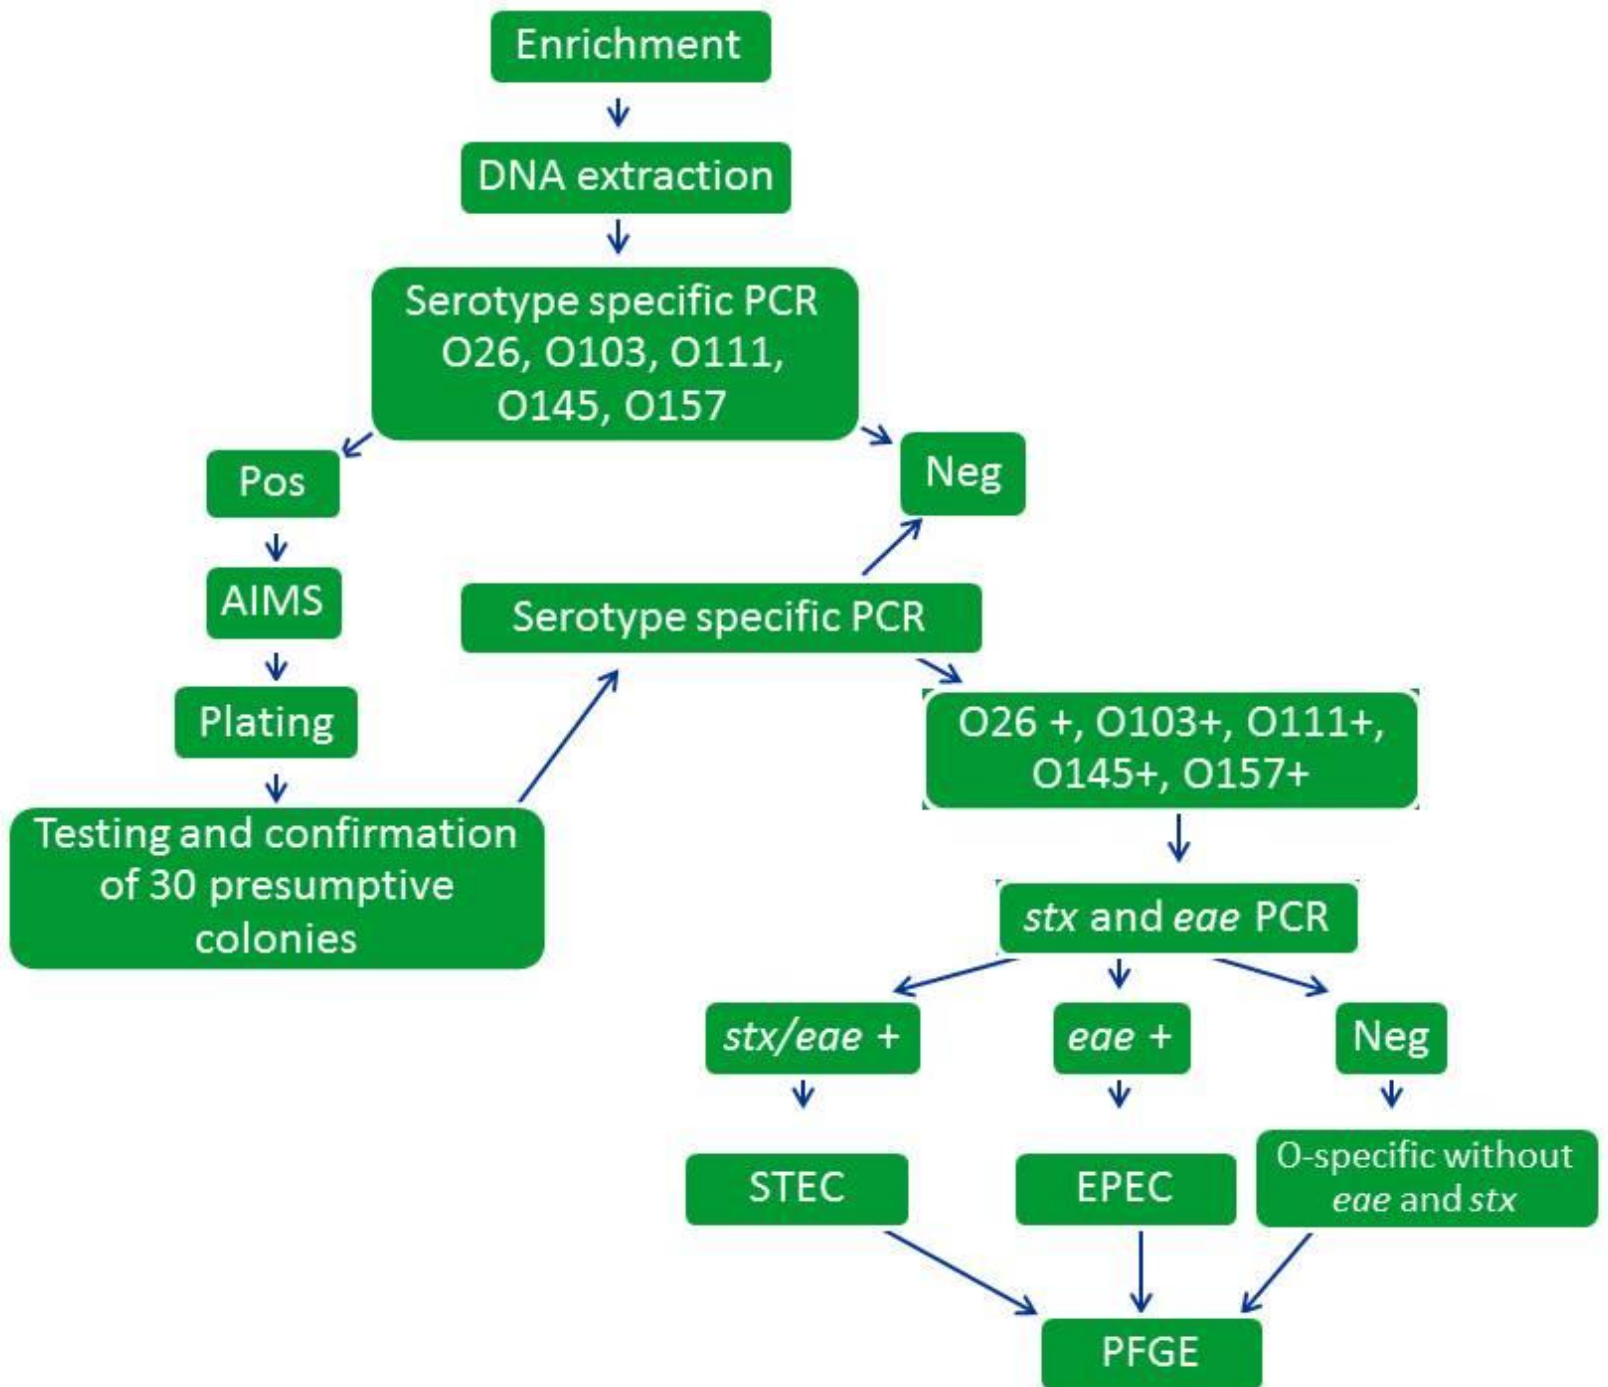 Enrichment
DNA extraction
Serotype specific PCR
O26, O103, O111,
O145, O157
Pos
Neg
AIMS
Serotype specific PCR
Plating
O26 +, O103+, O111+,
O145+, O157+
Testing and confirmation
of 30 presumptive
colonies
stx and eae PCR
stx/eae +
eae +
Neg
STEC
EPEC
O-specific without
eae and stx
PFGE